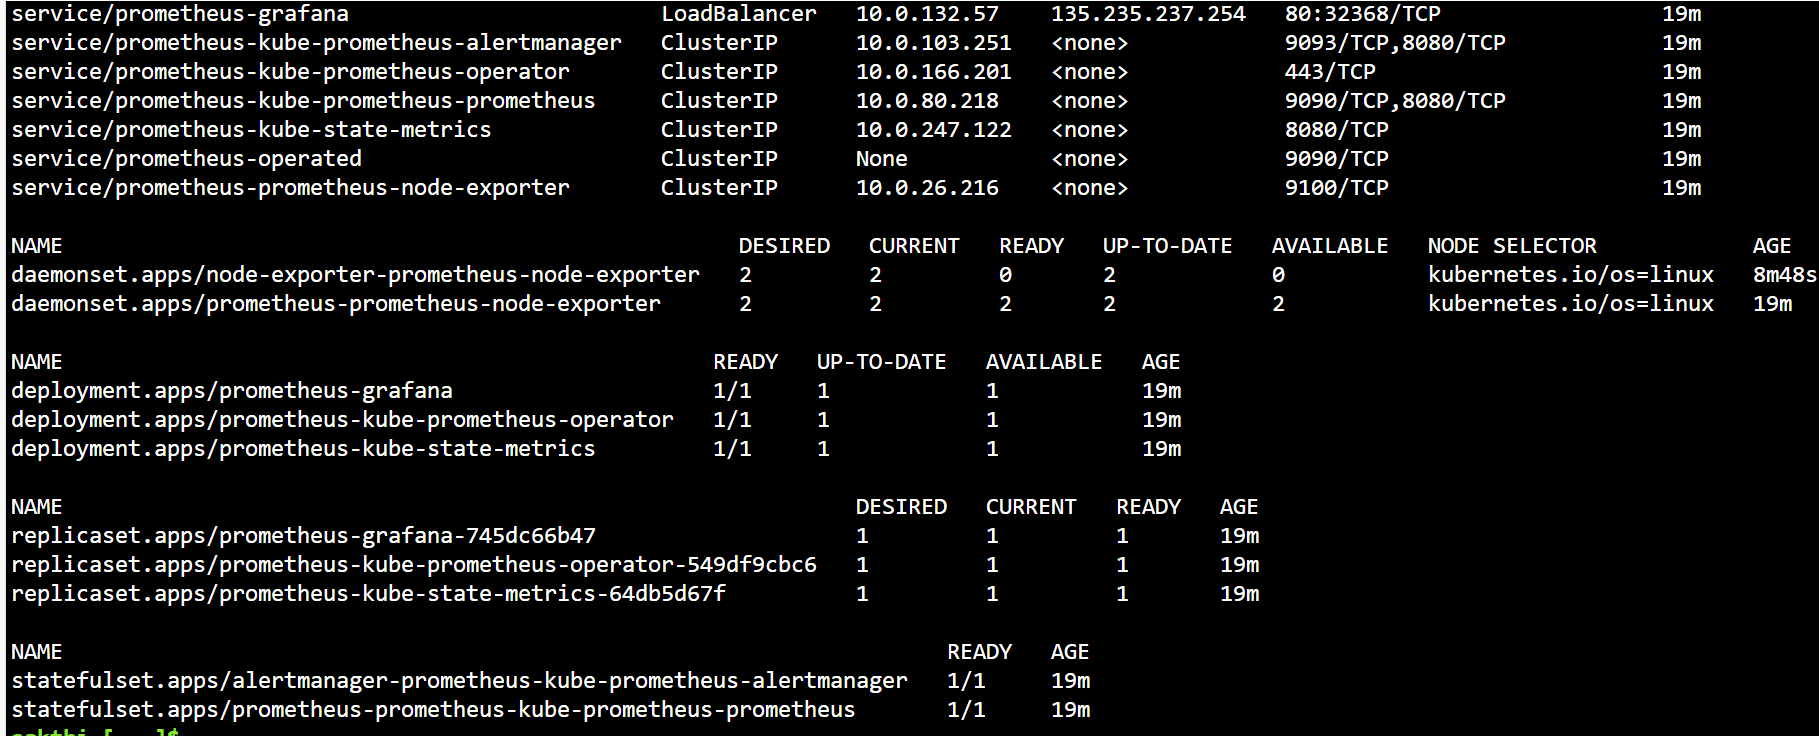 service/prometheus-grafana LoadBalancer 10.0.132.57 135.235.237.254 80:32368/TCP 19m
service/prometheus-kube-prometheus-alertmanager ClusterIP 10.0.103.251 <none> 9093/TCP,8080/TCP 19m
service/prometheus-kube-prometheus-operator ClusterIP 10.0.166.201 <none> 443/TCP 19m
service/prometheus-kube-prometheus-prometheus ClusterIP 10.0.80.218 <none> 9090/TCP,8080/TCP 19m
service/prometheus-kube-state-metrics ClusterIP 10.0.247.122 <none> 8080/TCP 19m
service/prometheus-operated ClusterIP None <none> 9090/TCP 19m
service/prometheus-prometheus-node-exporter ClusterIP 10.0.26.216 <none> 9100/TCP 19m
NAME DESIRED CURRENT READY UP-TO-DATE AVAILABLE NODE SELECTOR AGE
daemonset.apps/node-exporter-prometheus-node-exporter 2 2 0 2 0 kubernetes.io/os=linux 8m48s
daemonset.apps/prometheus-prometheus-node-exporter 2 2 2 2 2 kubernetes.io/os=linux 19m
NAME READY UP-TO-DATE AVAILABLE AGE
deployment.apps/prometheus-grafana 1/1 1 1 19m
deployment.apps/prometheus-kube-prometheus-operator 1/1 1 1 19m
deployment.apps/prometheus-kube-state-metrics 1/1 1 1 19m
NAME DESIRED CURRENT READY AGE
replicaset.apps/prometheus-grafana-745dc66b47 1 1 1 19m
replicaset.apps/prometheus-kube-prometheus-operator-549df9cbc6 1 1 1 19m
replicaset.apps/prometheus-kube-state-metrics-64db5d67f 1 1 1 19m
NAME READY AGE
statefulset.apps/alertmanager-prometheus-kube-prometheus-alertmanager 1/1 19m
statefulset.apps/prometheus-prometheus-kube-prometheus-prometheus 1/1 19m